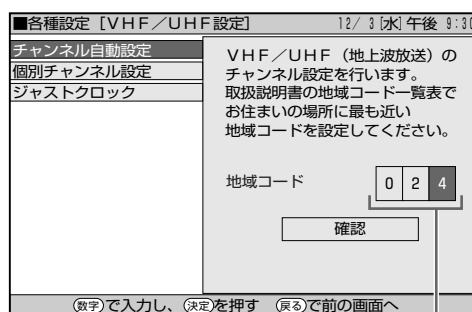 ■各種設定［VHF／UHF設定］ 12/ 3[水]午後 9:30
チャンネル自動設定
個別チャンネル設定
ジャストクロック
VHF／UHF（地上波放送）の
チャンネル設定を行います。
取扱説明書の地域コード一覧表で
お住まいの場所に最も近い
地域コードを設定してください。
地域コード 0 2 4
確認
数字で入力し、決定を押す 戻るで前の画面へ